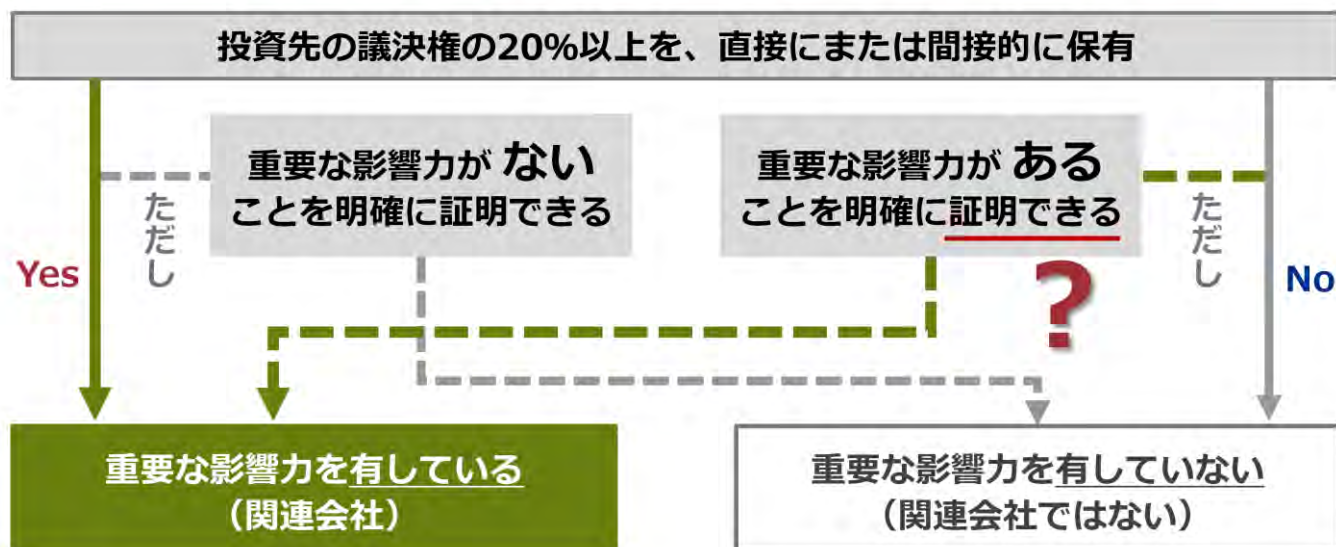 投資先の議決権の20%以上を、直接にまたは間接的に保有
重要な影響力が ない
ことを明確に証明できる
重要な影響力が ある
ことを明確に証明できる
ただし
ただし
Yes
?
No
重要な影響力を有している
（関連会社）
重要な影響力を有していない
（関連会社ではない）